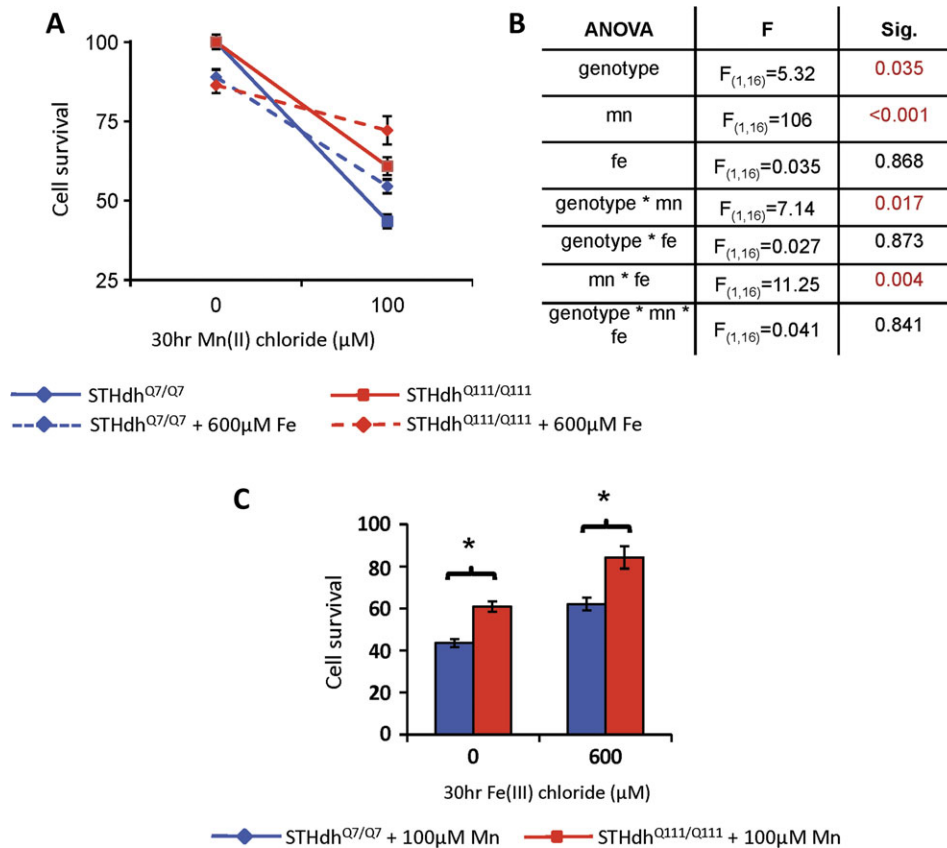 A
100
75
50
25
Cell survival
0
100
30hr Mn(II) chloride (µM)
B
ANOVA F Sig.
genotype F(1,16)=5.32 0.035
mn F(1,16)=106 <0.001
fe F(1,16)=0.035 0.868
genotype * mn F(1,16)=7.14 0.017
genotype * fe F(1,16)=0.027 0.873
mn * fe F(1,16)=11.25 0.004
genotype * mn *
fe F(1,16)=0.041 0.841
STHdhQ7/Q7
STHdhQ111/Q111
STHdhQ7/Q7 + 600µM Fe
STHdhQ111/Q111 + 600µM Fe
C
*
*
100
80
60
40
20
0
Cell survival
0
600
30hr Fe(III) chloride (µM)
STHdhQ7/Q7 + 100µM Mn
STHdhQ111/Q111 + 100µM Mn